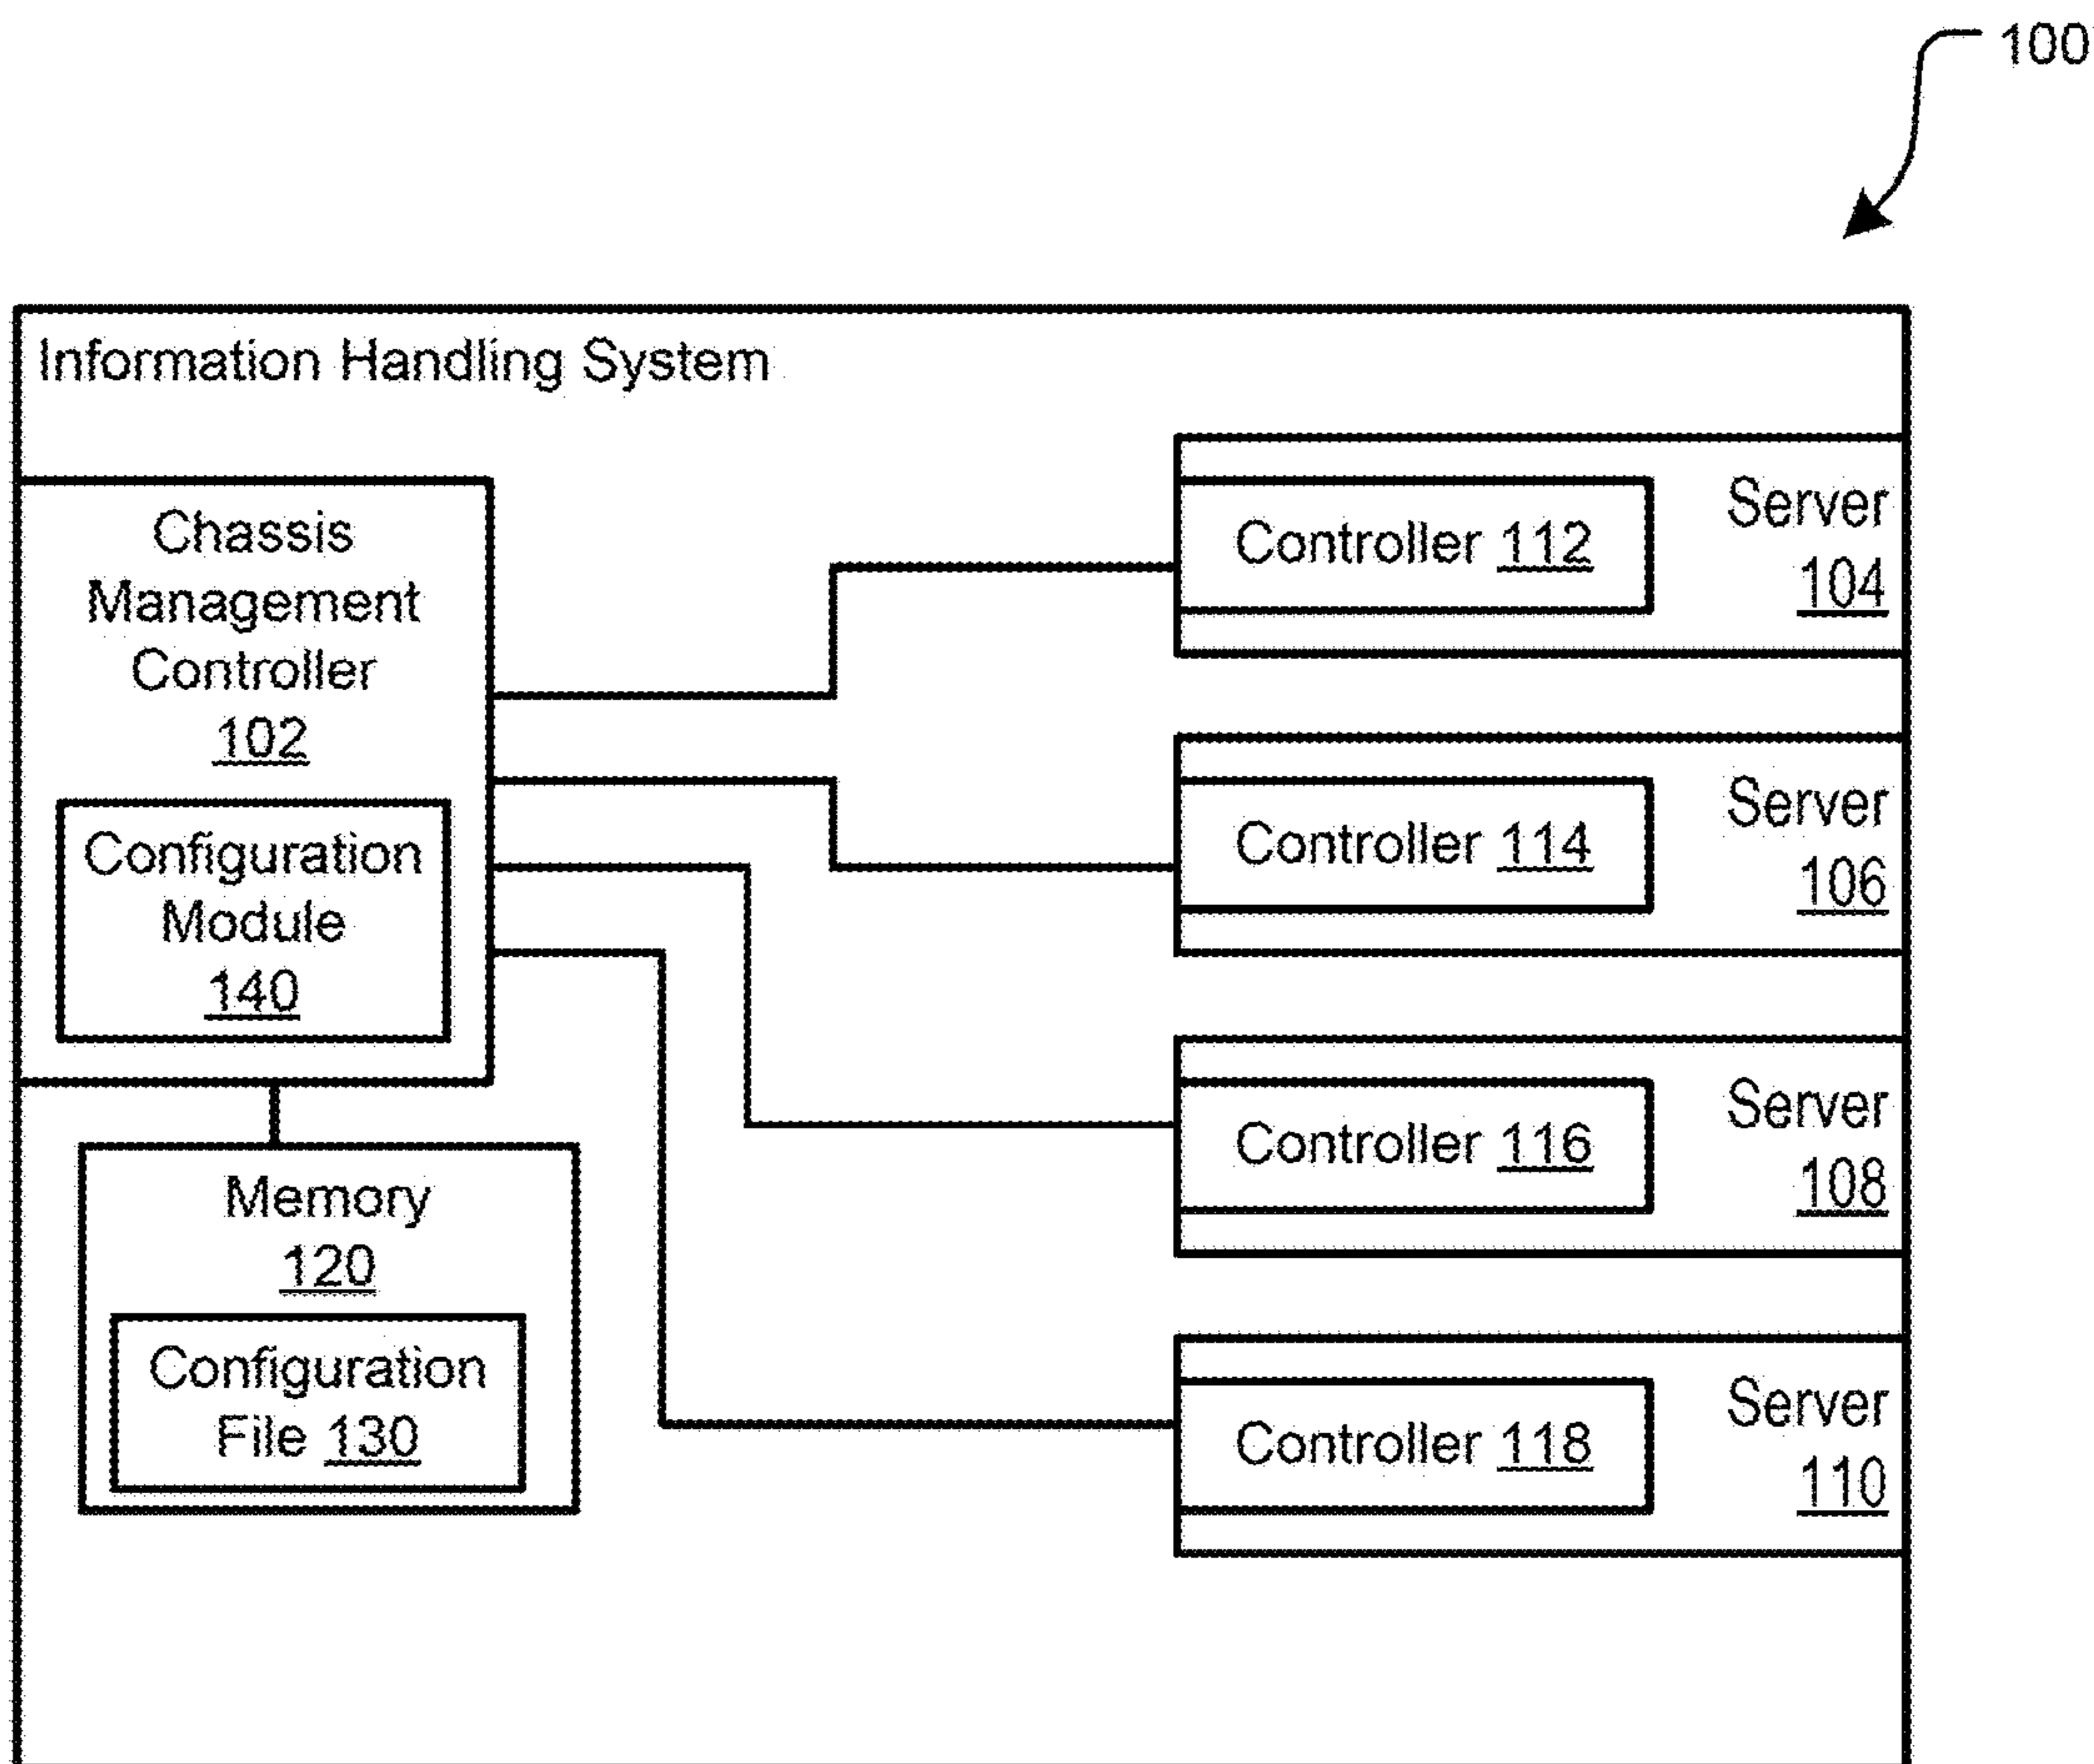 100
Information Handling System
Chassis
Management
Controller
102
Configuration
Module
140
Memory
120
Configuration
File 130
Controller 112
Server
104
Controller 114
Server
106
Controller 116
Server
108
Controller 118
Server
110